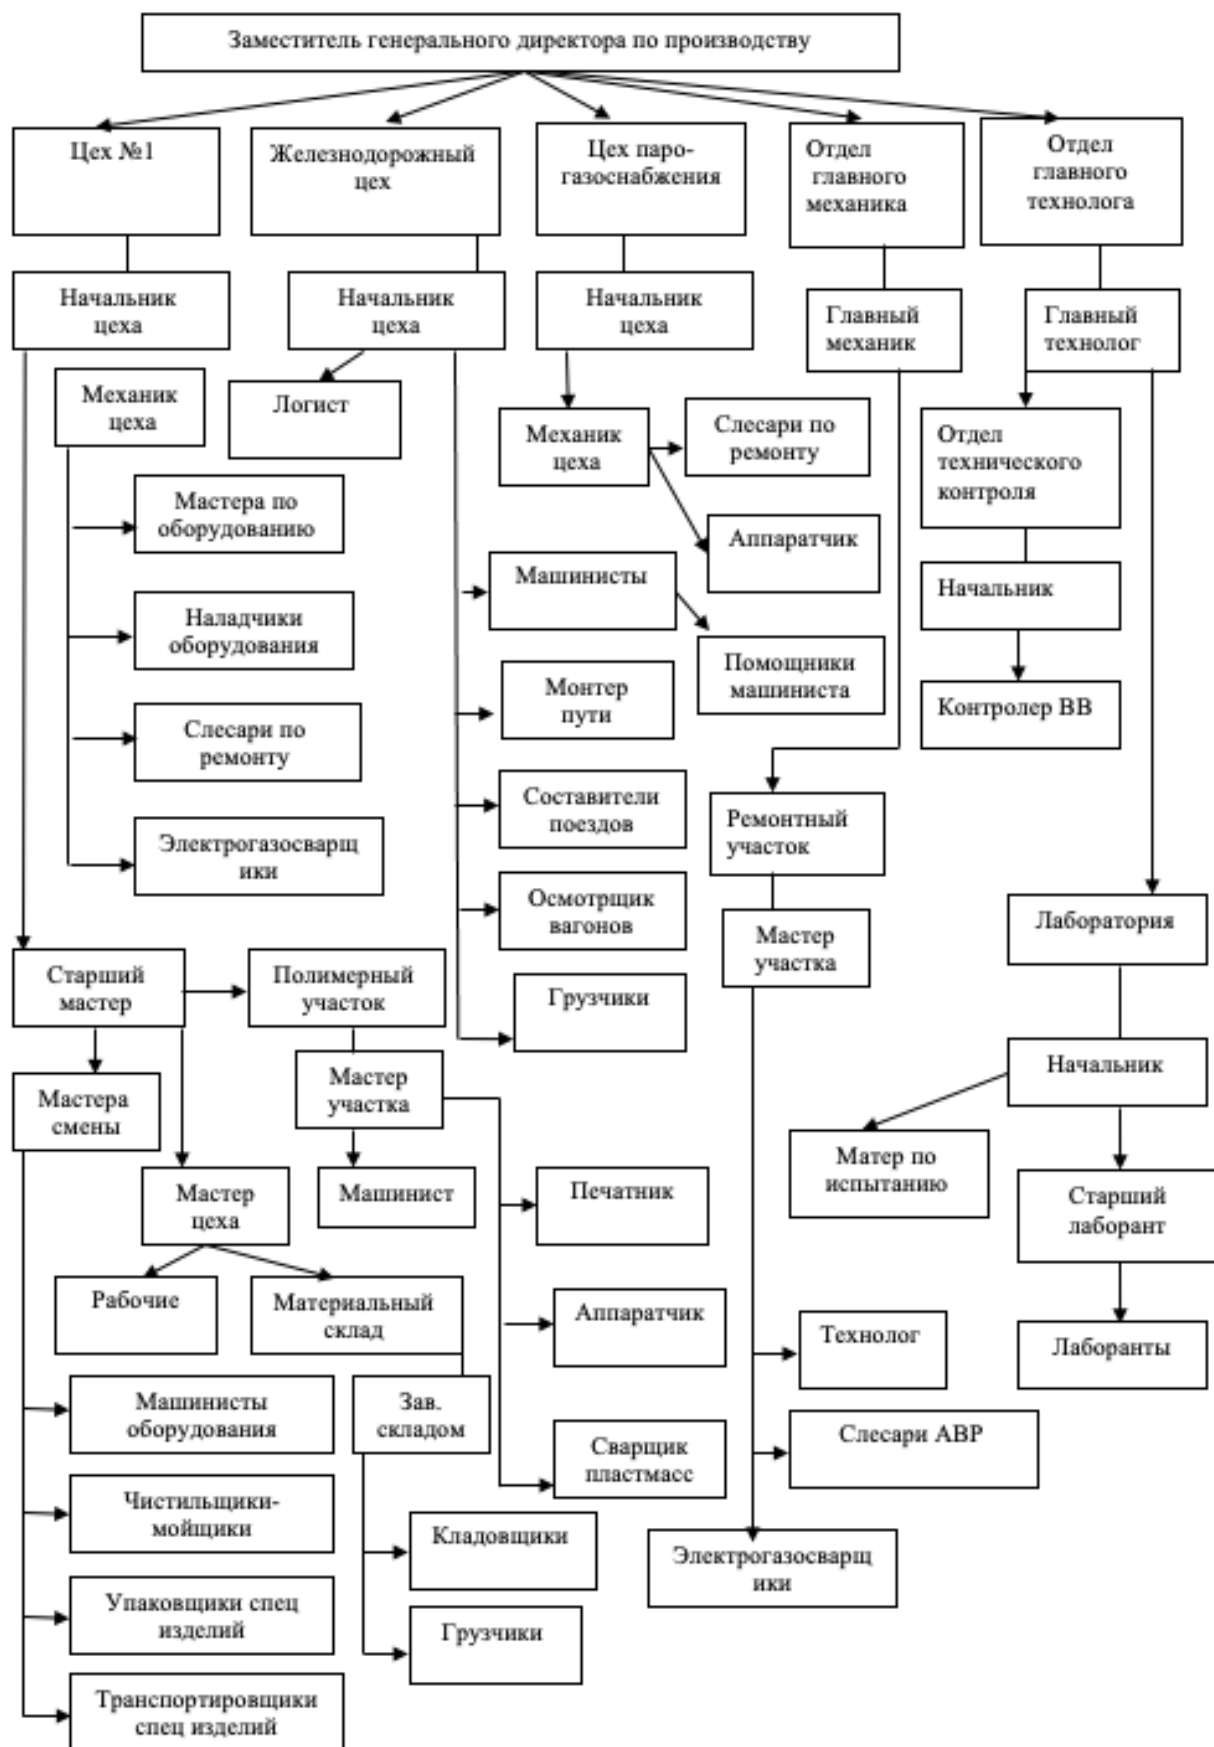 Заместитель генерального директора по производству
Цех №1
Железнодорожный
цех
Цех паро-
газоснабжения
Отдел
главного
механика
Отдел
главного
технолога
Начальник
цеха
Начальник
цеха
Начальник
цеха
Главный
механик
Главный
технолог
Механик
цеха
Логист
Механик
цеха
Слесари по
ремонту
Отдел
технического
контроля
Мастера по
оборудованию
Аппаратчик
Машинисты
Начальник
Наладчики
оборудования
Помощники
машиниста
Монтер
пути
Контролер ВВ
Слесари по
ремонту
Составители
поездов
Ремонтный
участок
Электрогазосварщ
ики
Осмотрщик
вагонов
Мастер
участка
Лаборатория
Старший
мастер
Полимерный
участок
Грузчики
Мастер
участка
Начальник
Мастера
смены
Матер по
испытанию
Мастер
цеха
Машинист
Печатник
Старший
лаборант
Рабочие
Материальный
склад
Аппаратчик
Технолог
Лаборанты
Машинисты
оборудования
Зав.
складом
Слесари АВР
Сварщик
пластмасс
Чистильщики-
мойщики
Кладовщики
Электрогазосварщ
ики
Упаковщики спец
изделий
Грузчики
Транспортировщики
спец изделий